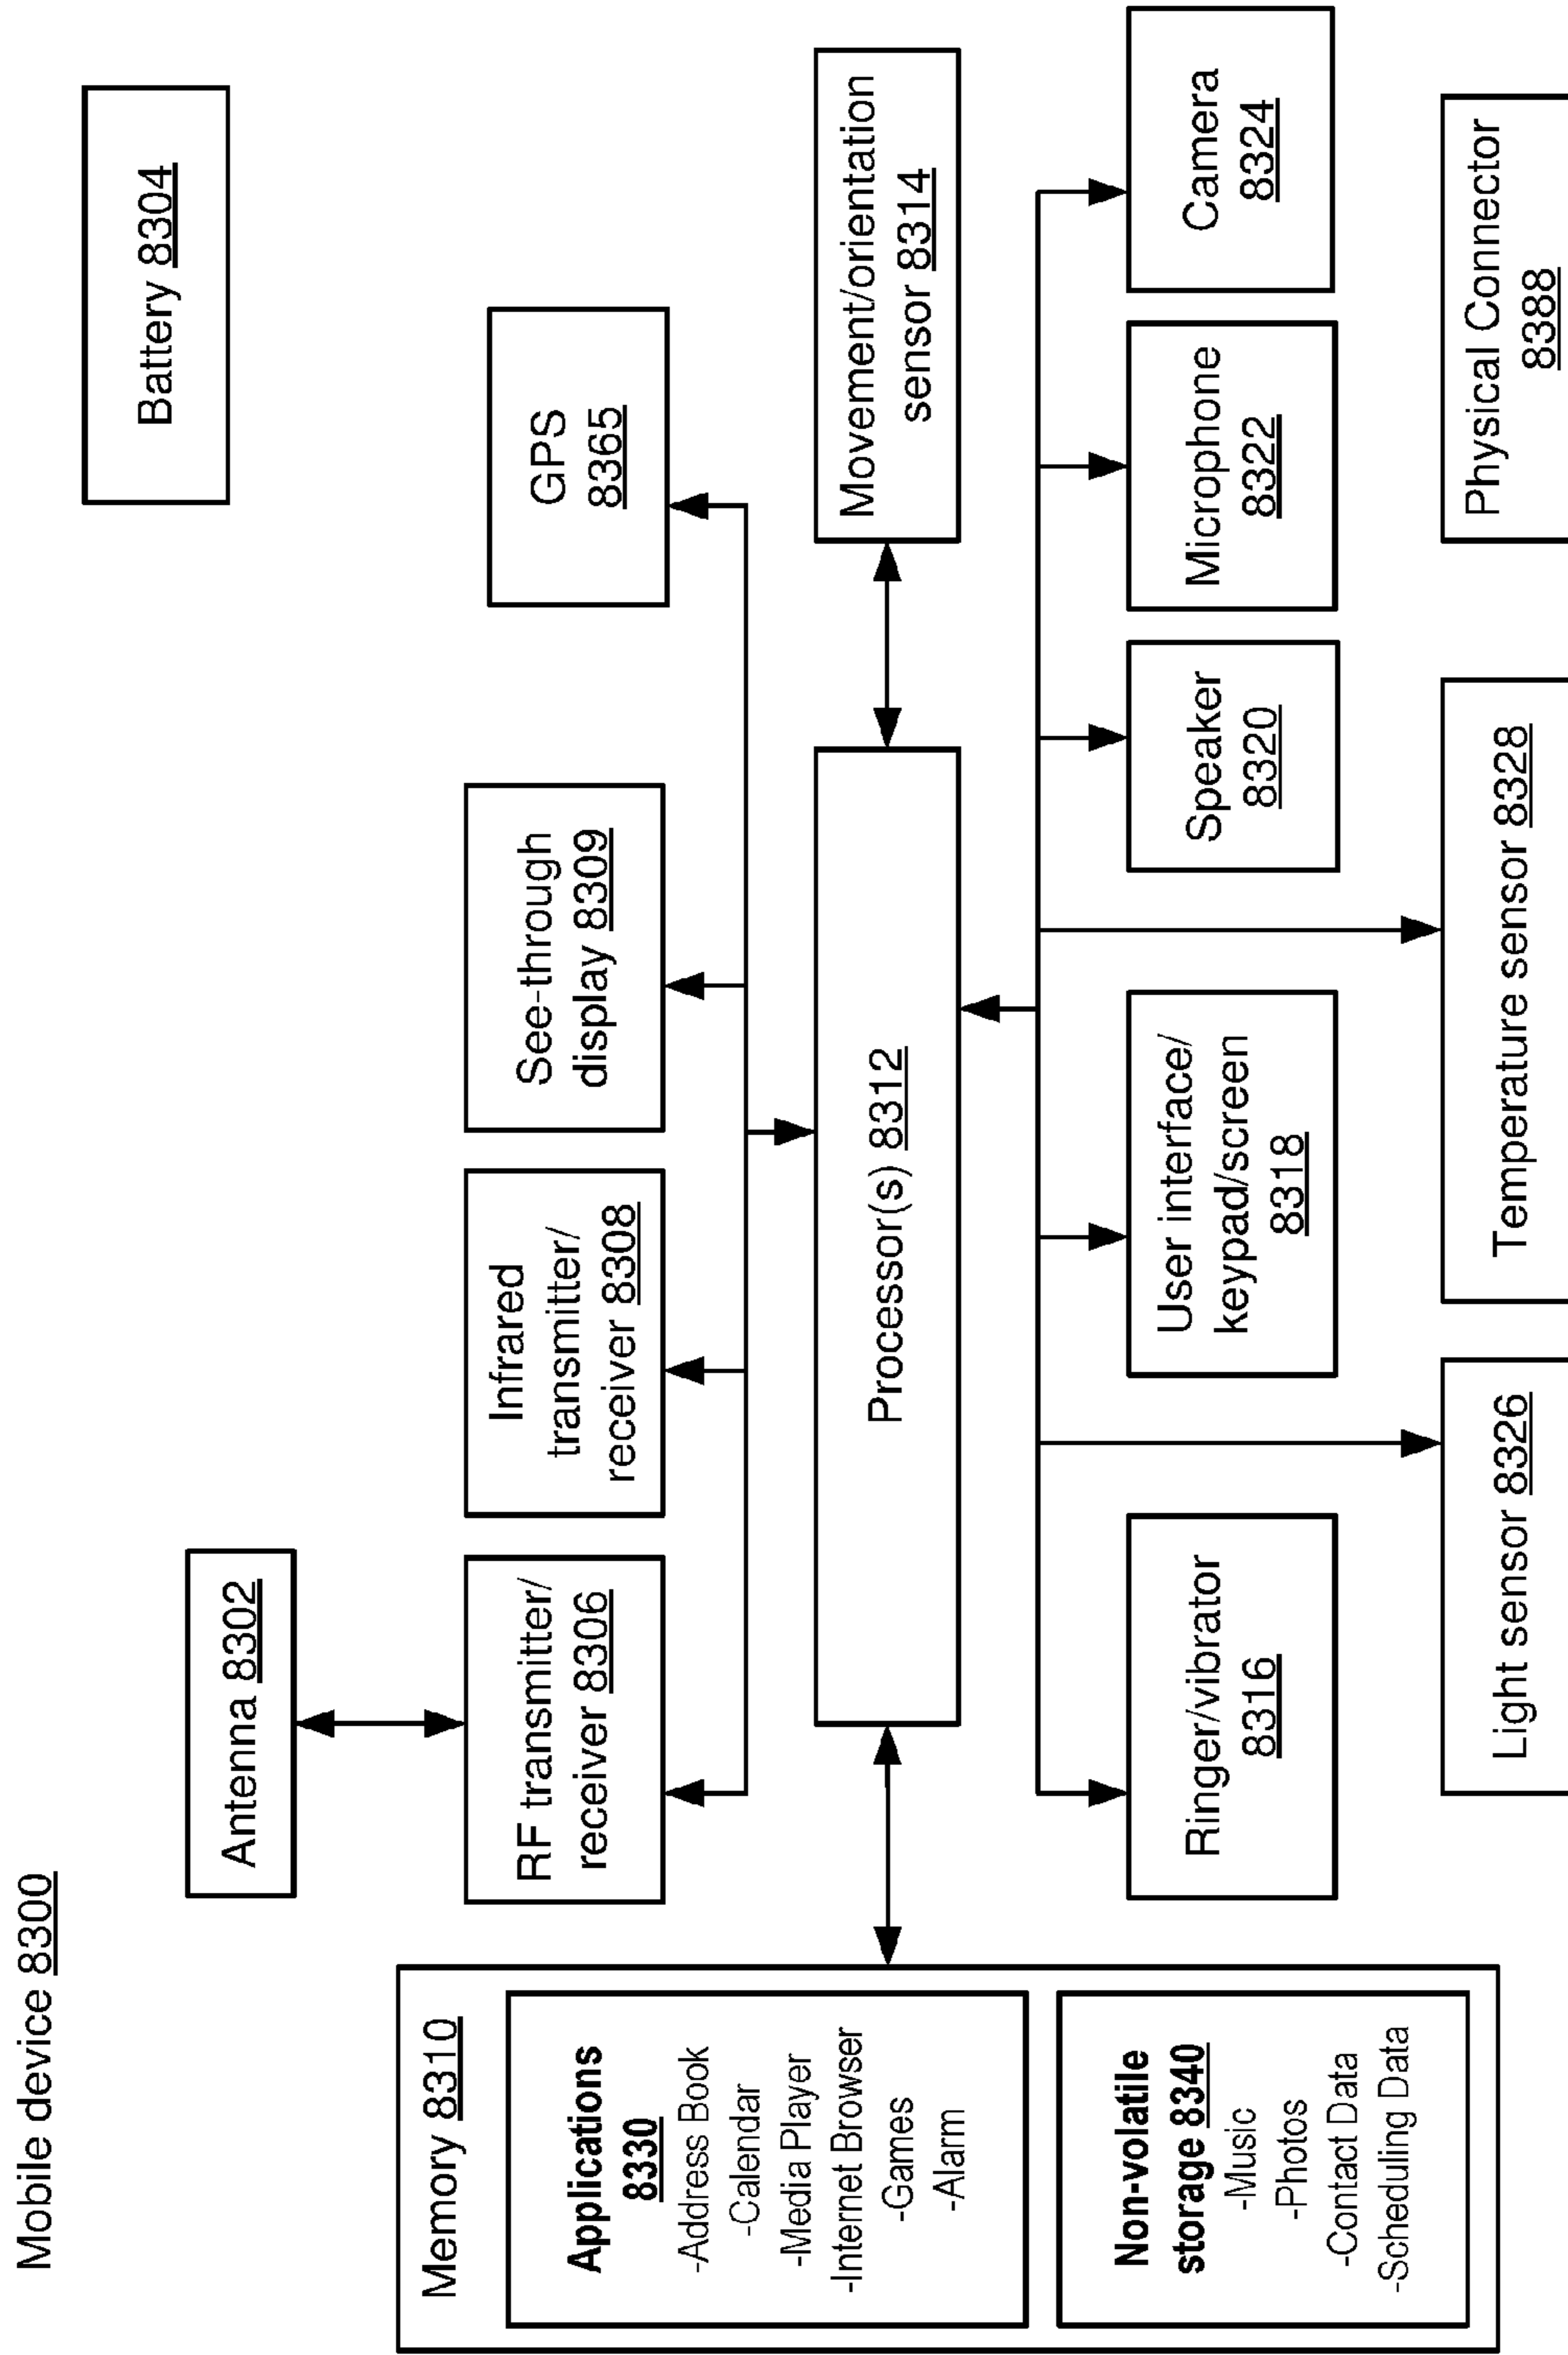 Mobile device 8300
Antenna 8302
Battery 8304
Memory 8310
Applications
8330
-Address Book
-Calendar
-Media Player
-Internet Browser
-Games
-Alarm
Non-volatile
storage 8340
-Music
-Photos
-Contact Data
-Scheduling Data
RF transmitter/
receiver 8306
Infrared
transmitter/
receiver 8308
See-through
display 8309
GPS
8365
Processor(s) 8312
Movement/orientation
sensor 8314
Ringer/vibrator
8316
User interface/
keypad/screen
8318
Speaker
8320
Microphone
8322
Camera
8324
Light sensor 8326
Temperature sensor 8328
Physical Connector
8388